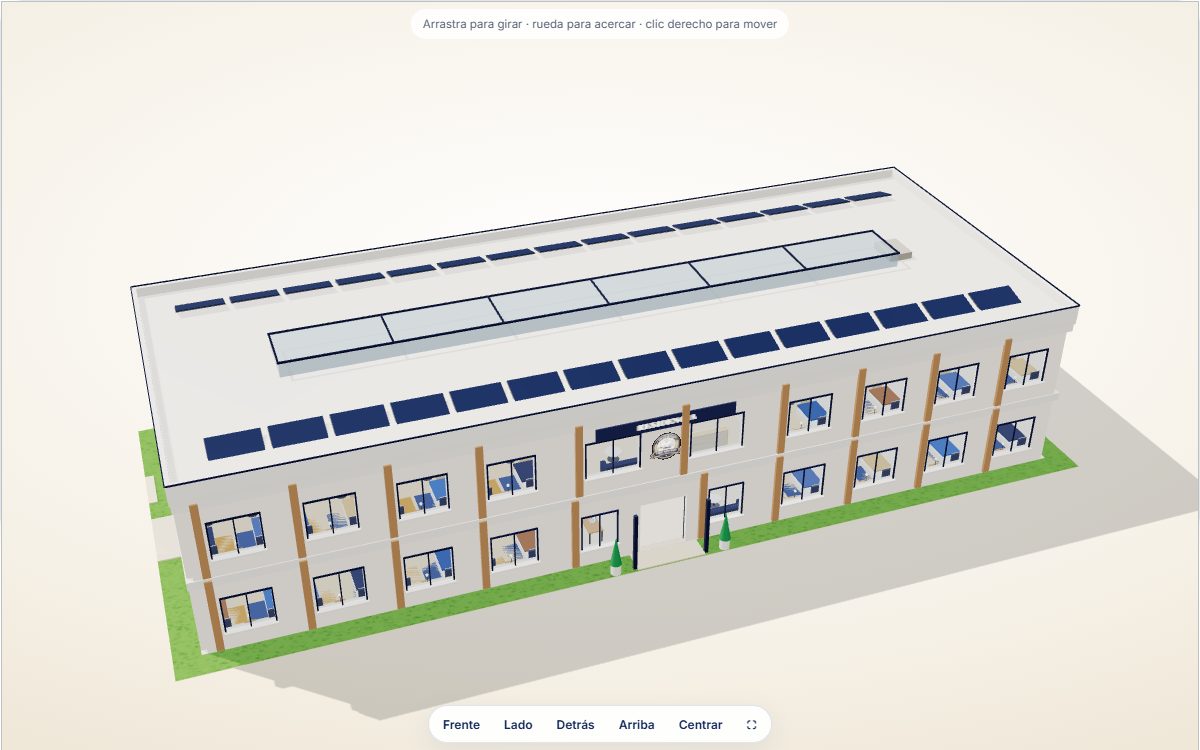 Arrastra para girar · rueda para acercar · clic derecho para mover
Frente Lado Detrás Arriba Centrar